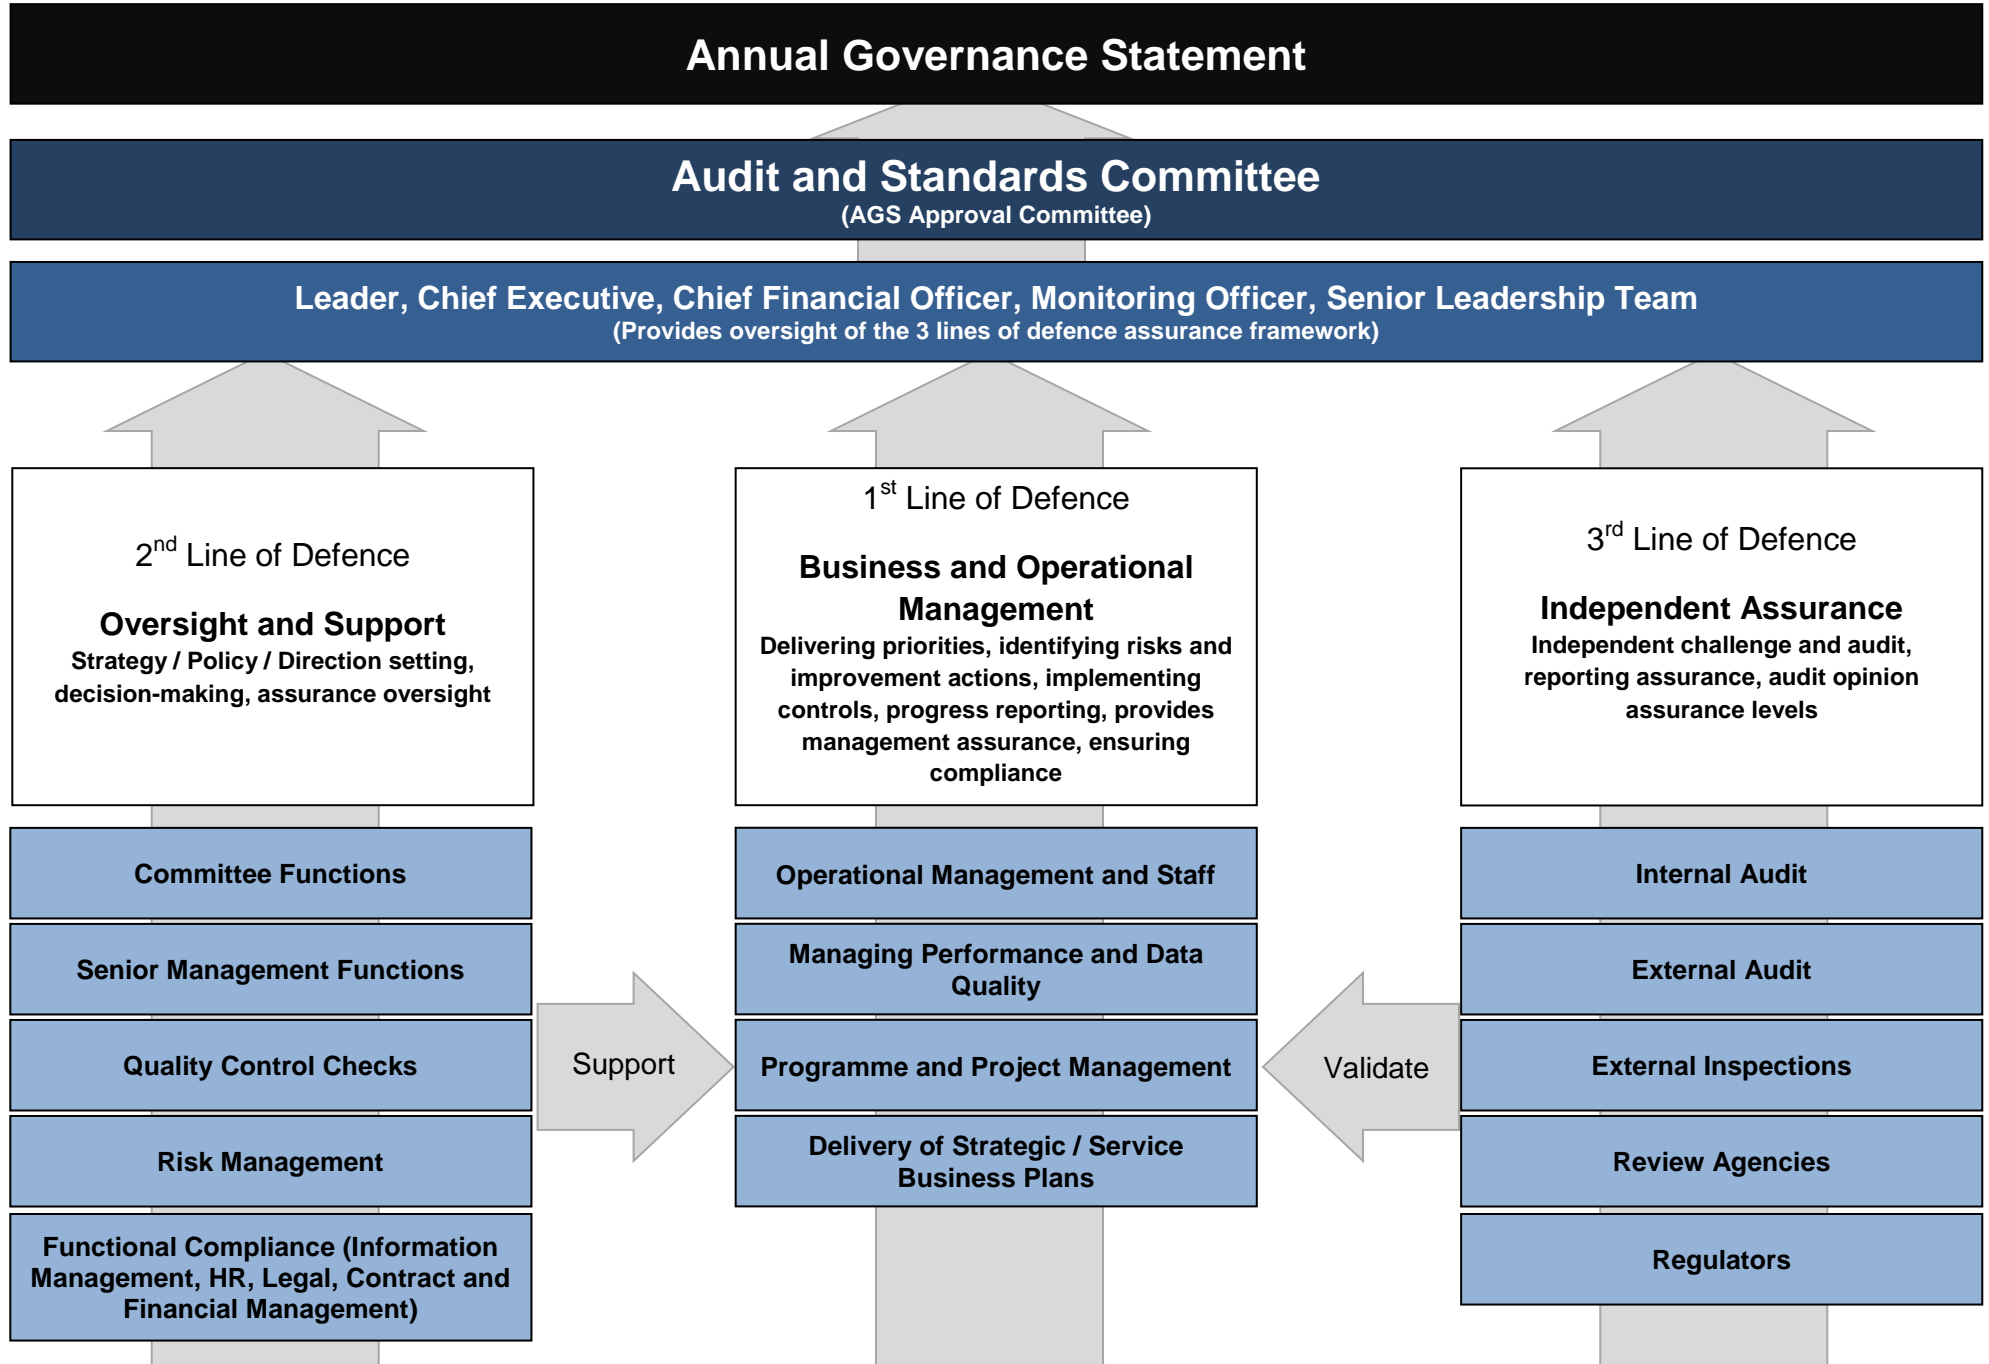 Annual Governance Statement
Audit and Standards Committee
(AGS Approval Committee)
Leader, Chief Executive, Chief Financial Officer, Monitoring Officer, Senior Leadership Team
(Provides oversight of the 3 lines of defence assurance framework)
2nd Line of Defence
Oversight and Support
Strategy / Policy / Direction setting,
decision-making, assurance oversight
Committee Functions
Senior Management Functions
Quality Control Checks
Risk Management
Functional Compliance (Information
Management, HR, Legal, Contract and
Financial Management)
Support
1st Line of Defence
Business and Operational
Management
Delivering priorities, identifying risks and
improvement actions, implementing
controls, progress reporting, provides
management assurance, ensuring
compliance
Operational Management and Staff
Managing Performance and Data
Quality
Programme and Project Management
Delivery of Strategic / Service
Business Plans
Validate
3rd Line of Defence
Independent Assurance
Independent challenge and audit,
reporting assurance, audit opinion
assurance levels
Internal Audit
External Audit
External Inspections
Review Agencies
Regulators